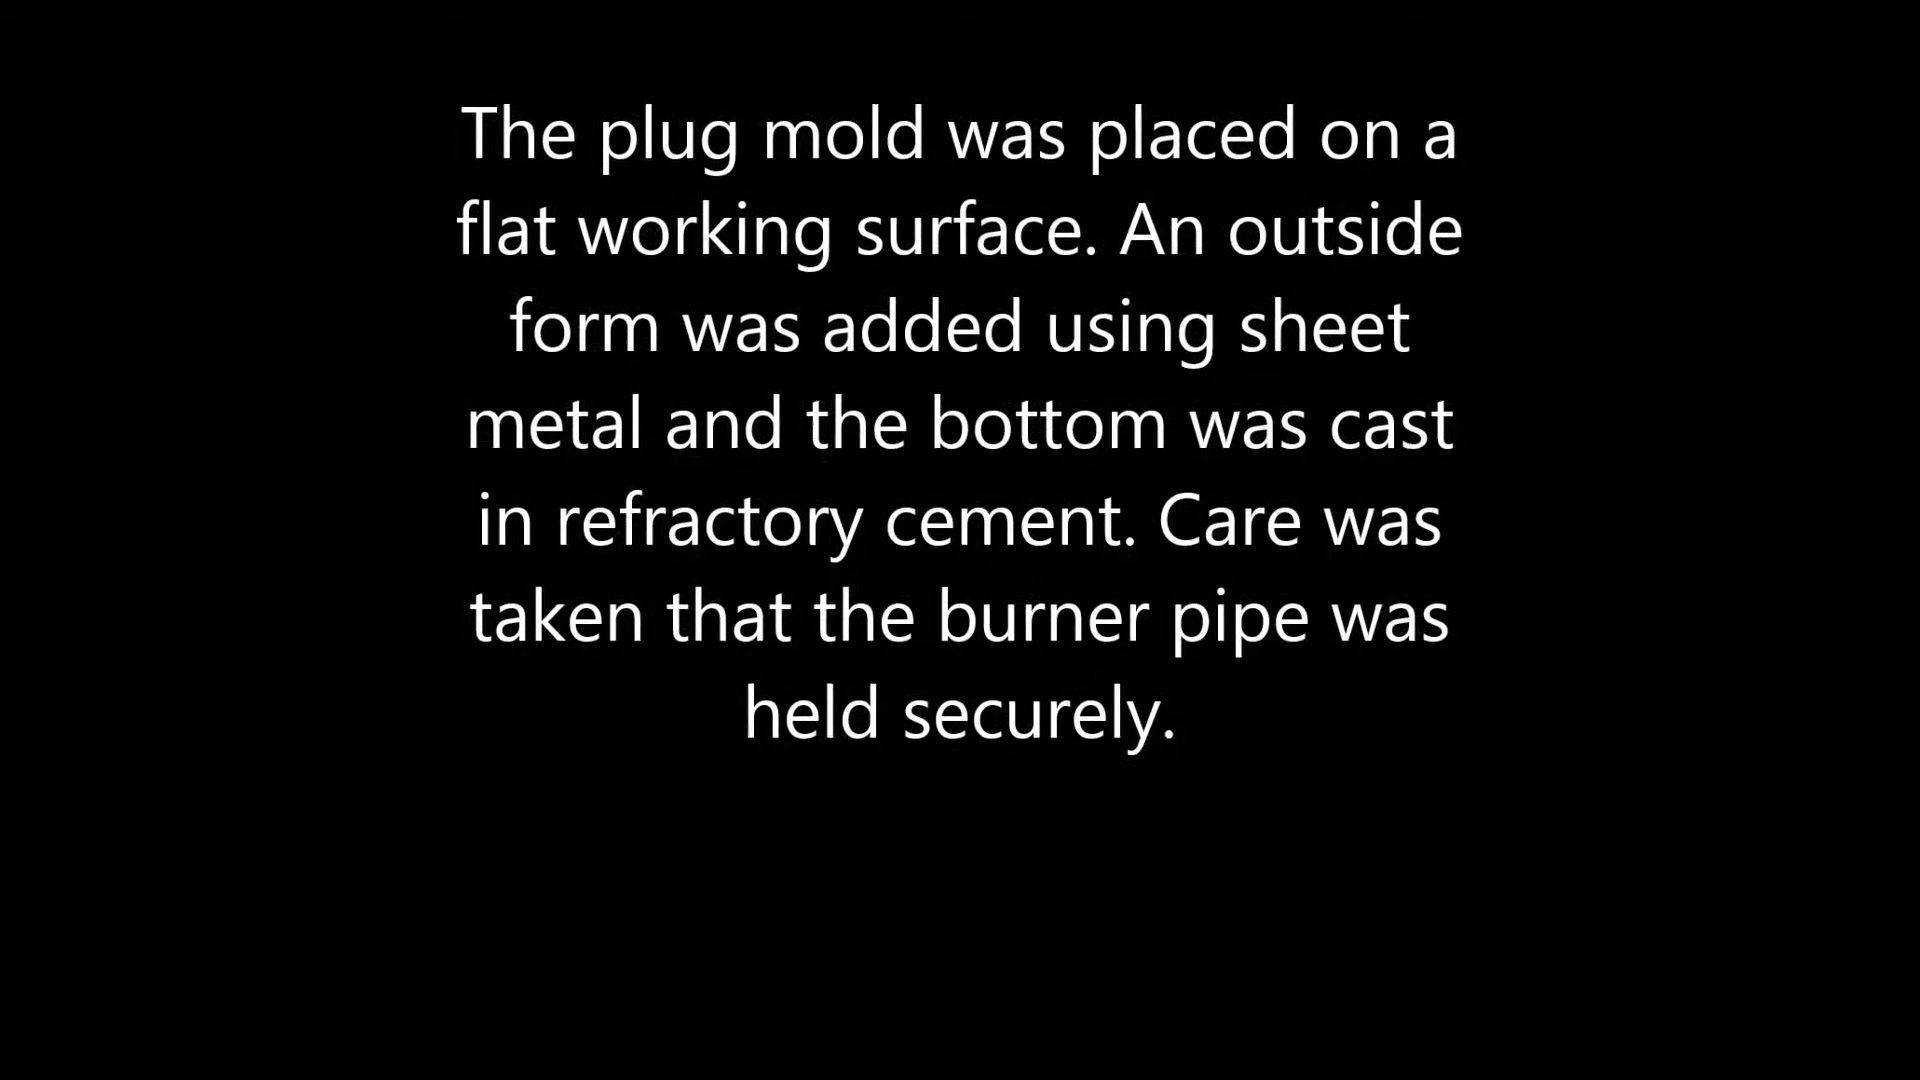 The plug mold was placed on a
flat working surface. An outside
form was added using sheet
metal and the bottom was cast
in refractory cement. Care was
taken that the burner pipe was
held securely.